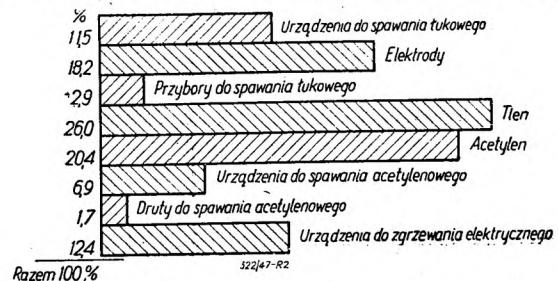 %
11,5 Urządzenia do spawania łukowego
18,2 Elektrody
2,9 Przybory do spawania łukowego
26,0 Tlen
20,4 Acetylen
6,9 Urządzenia do spawania acetylenowego
1,7 Druty do spawania acetylenowego
12,4 Urządzenia do zgrzewania elektrycznego
Razem 100,%
322/47-R2